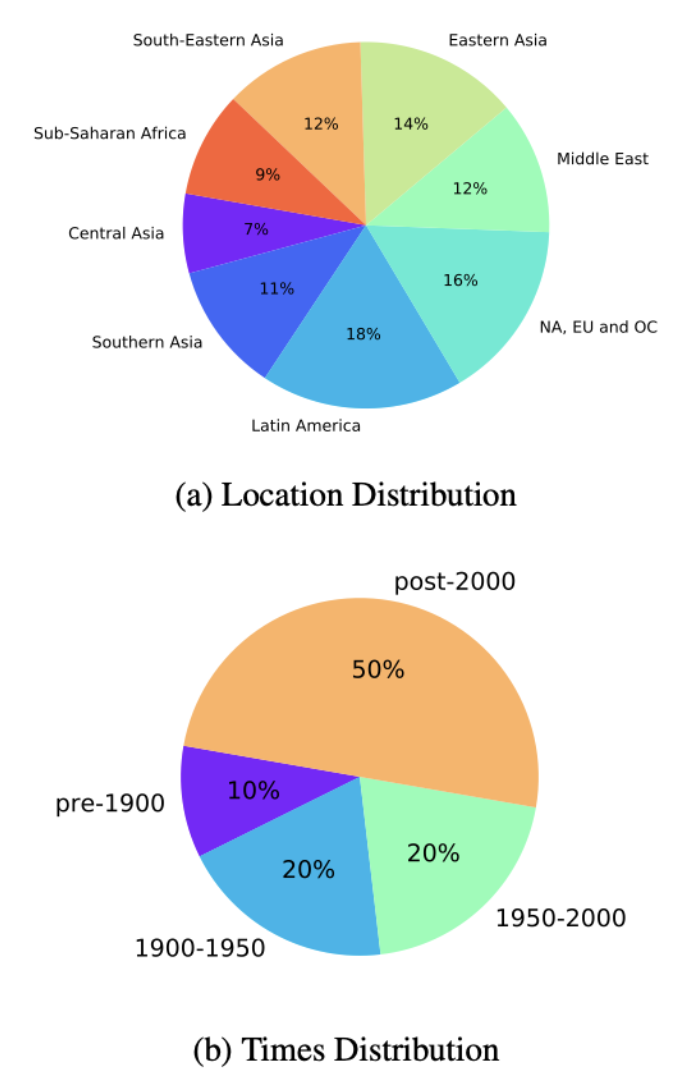 South-Eastern Asia
Eastern Asia
12%
14%
Sub-Saharan Africa
Middle East
9%
12%
Central Asia
7%
16%
11%
NA, EU and OC
Southern Asia
18%
Latin America
(a) Location Distribution
post-2000
50%
pre-1900
10%
20%
20%
1950-2000
1900-1950
(b) Times Distribution